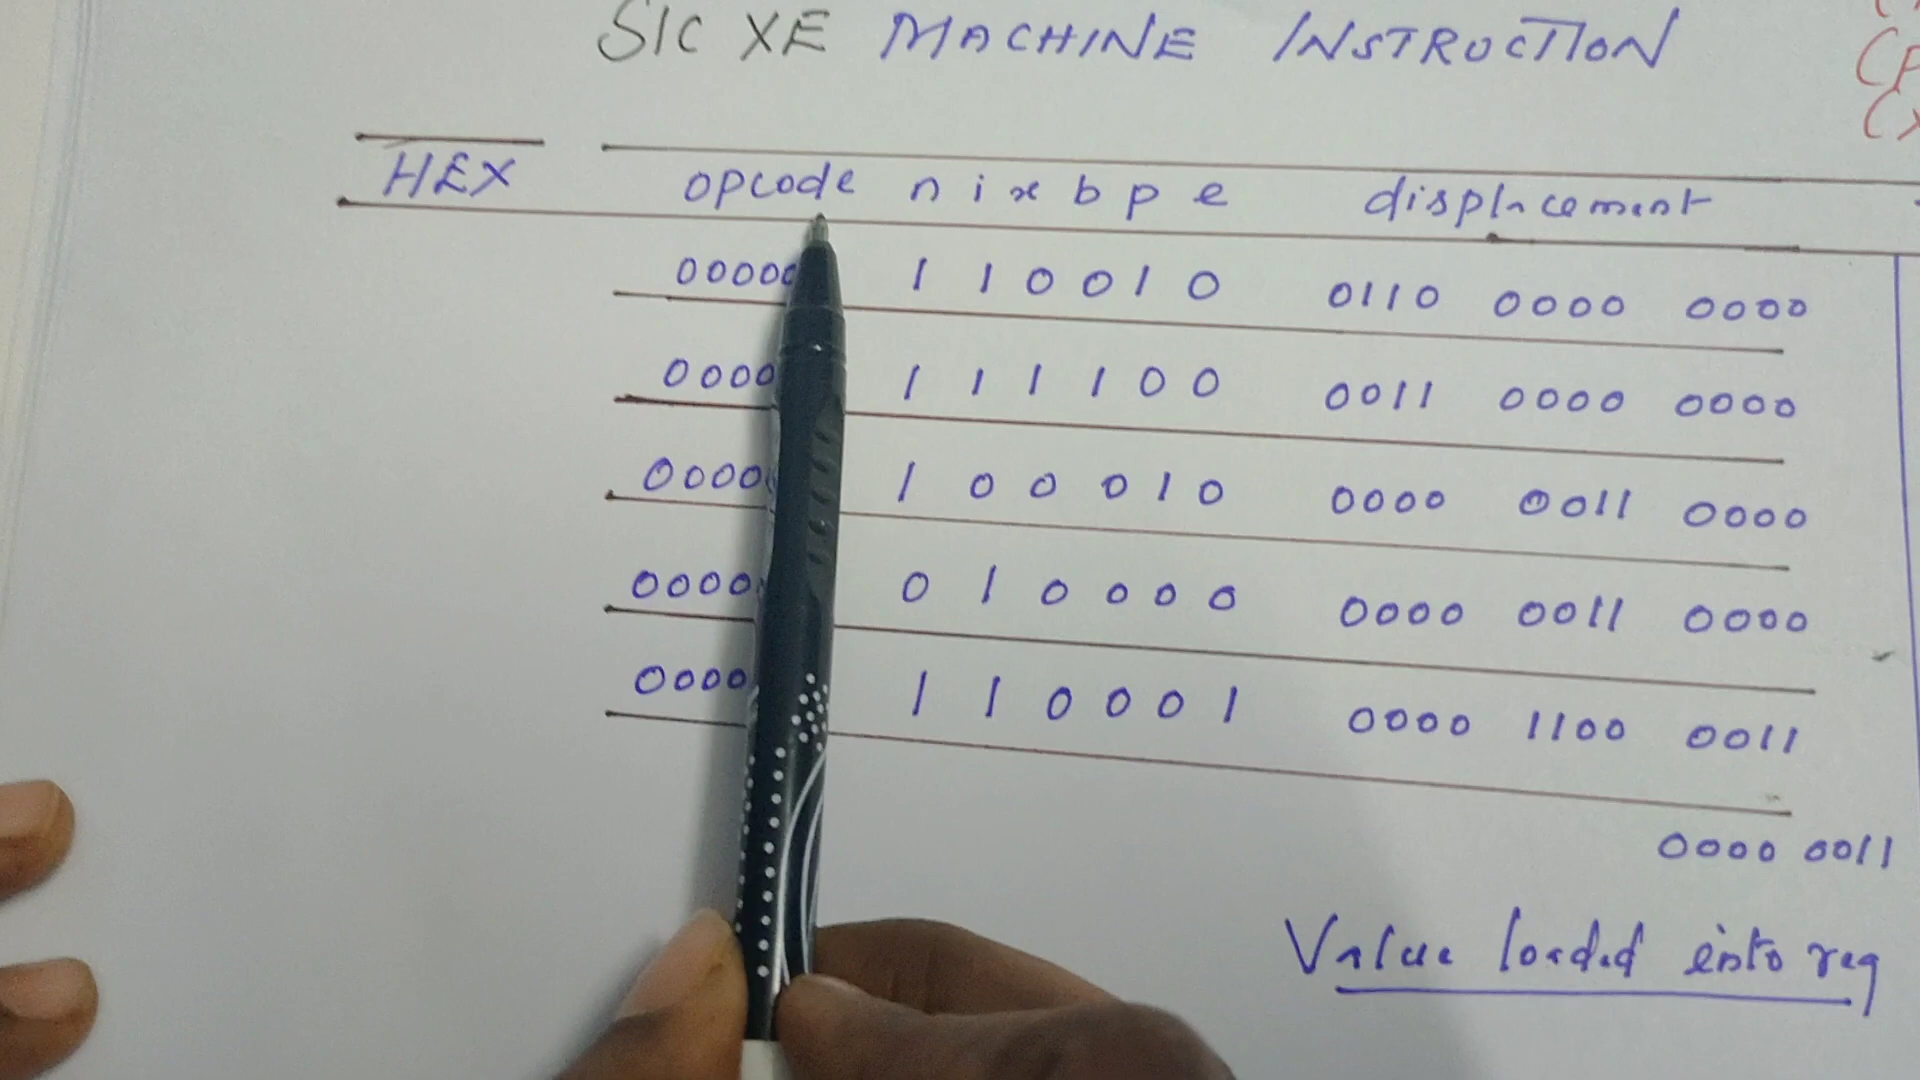 SIC XE MACHINE INSTRUCTION
HEX opcode n i x b p e displacement
0000 1 1 0 0 1 0 0110 0000 0000
0000 1 1 1 1 0 0 0011 0000 0000
0000 1 0 0 0 1 0 0000 0011 0000
0000 0 1 0 0 0 0 0000 0011 0000
0000 1 1 0 0 0 1 0000 1100 0011
0000 0011
Value loaded into reg